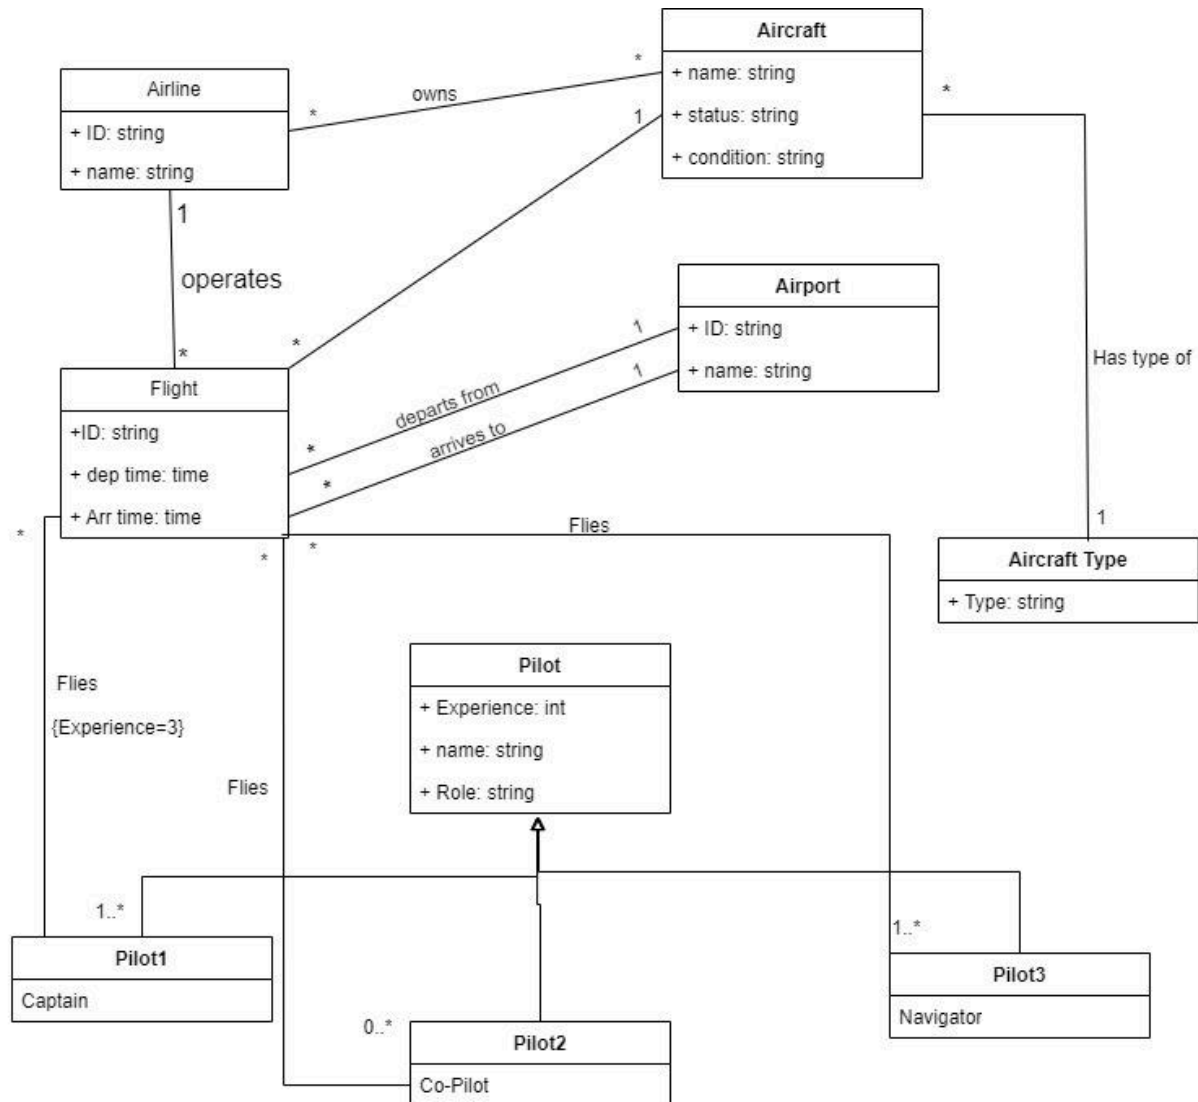 Aircraft
+ name: string
+ status: string
+ condition: string
*
owns
*
*
1
Airline
+ ID: string
+ name: string
1
operates
*
*
Airport
+ ID: string
+ name: string
1
1
departs from
arrives to
*
*
Has type of
1
Flight
+ID: string
+ dep time: time
+ Arr time: time
*
*
*
Flies
Aircraft Type
+ Type: string
Pilot
+ Experience: int
+ name: string
+ Role: string
Flies
{Experience=3}
Flies
1..*
Pilot1
Captain
0..*
Pilot2
Co-Pilot
1..*
Pilot3
Navigator